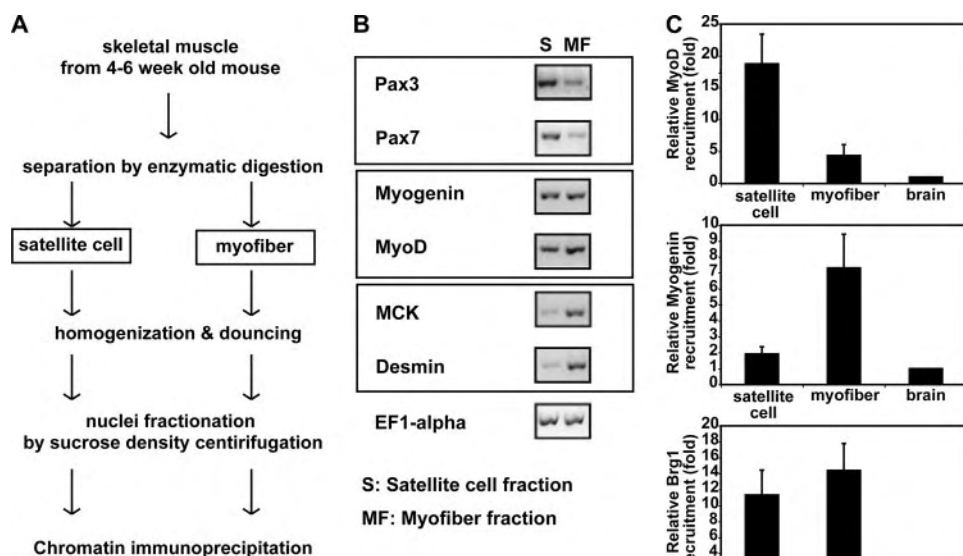 A
skeletal muscle
from 4-6 week old mouse
separation by enzymatic digestion
satellite cell
myofiber
homogenization & douncing
nuclei fractionation
by sucrose density centirifugation
Chromatin immunoprecipitation
B
S MF
Pax3
Pax7
Myogenin
MyoD
MCK
Desmin
EF1-alpha
S: Satellite cell fraction
MF: Myofiber fraction
C
Relative MyoD
recruitment (fold)
25
20
15
10
5
0
satellite
cell
myofiber
brain
Relative Myogenin
recruitment (fold)
10
9
8
7
6
5
4
3
2
1
0
satellite
cell
myofiber
brain
Relative Brg1
recruitment (fold)
20
18
16
14
12
10
8
6
4